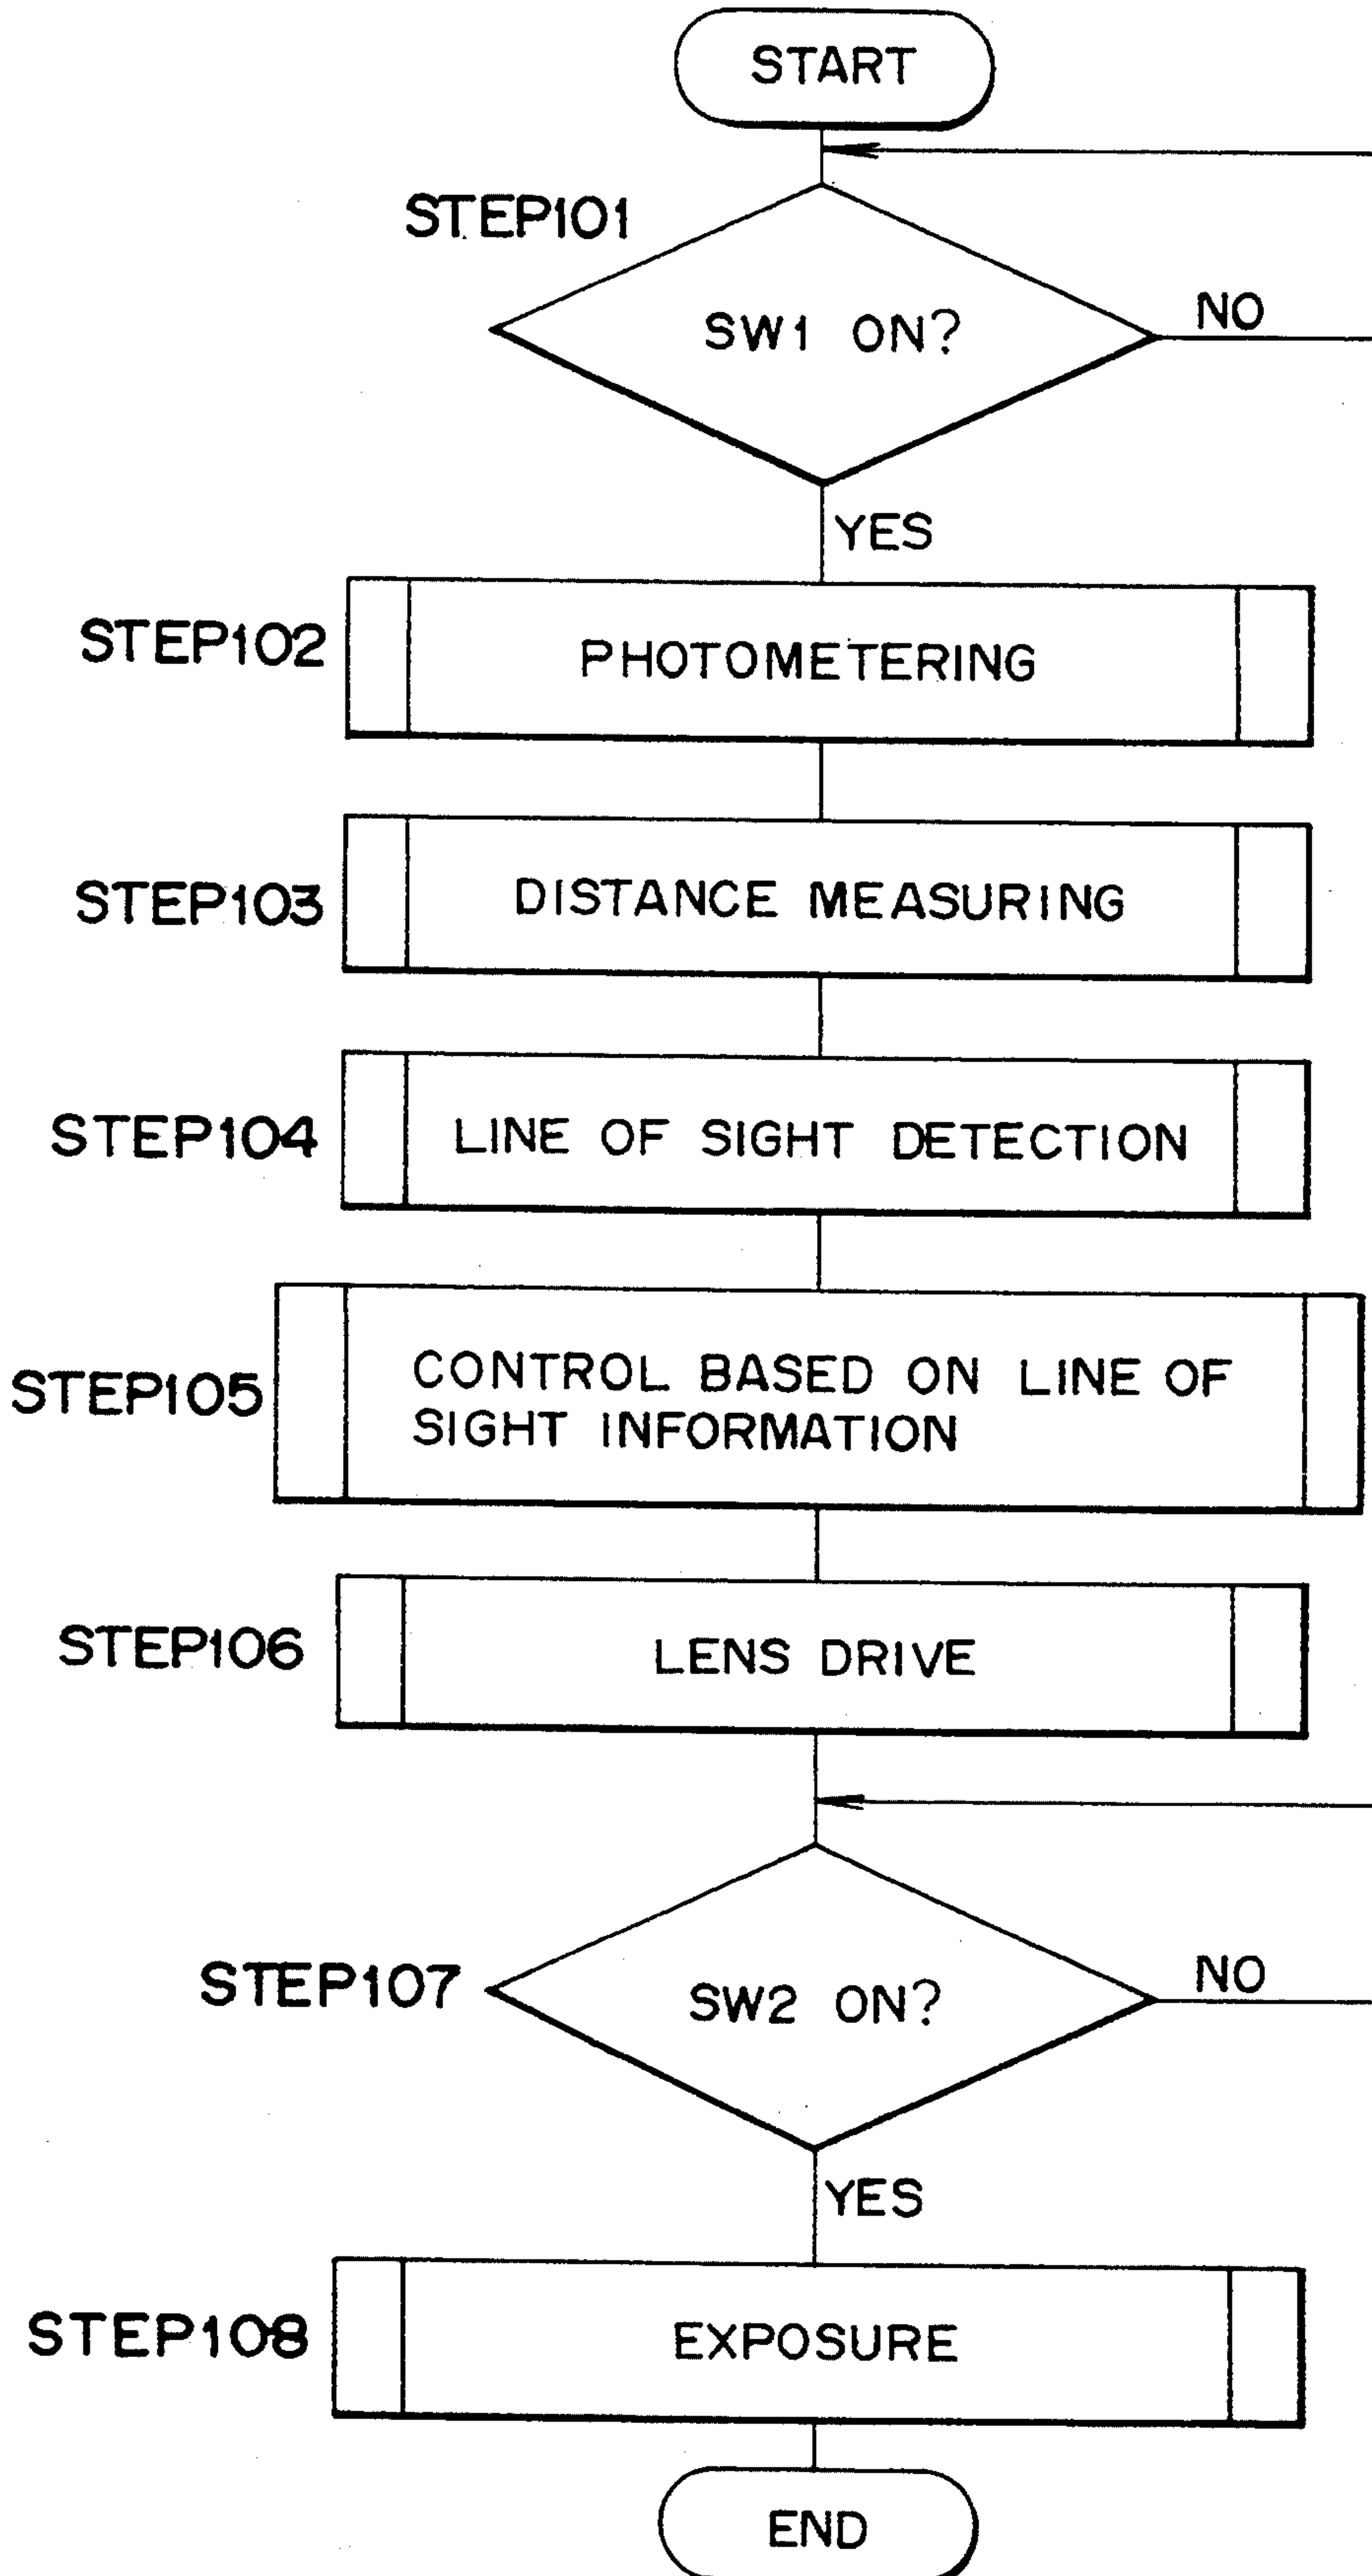 START
STEP101
SW1 ON?
NO
YES
STEP102
PHOTOMETERING
STEP103
DISTANCE MEASURING
STEP104
LINE OF SIGHT DETECTION
STEP105
CONTROL BASED ON LINE OF
SIGHT INFORMATION
STEP106
LENS DRIVE
STEP107
SW2 ON?
NO
YES
STEP108
EXPOSURE
END